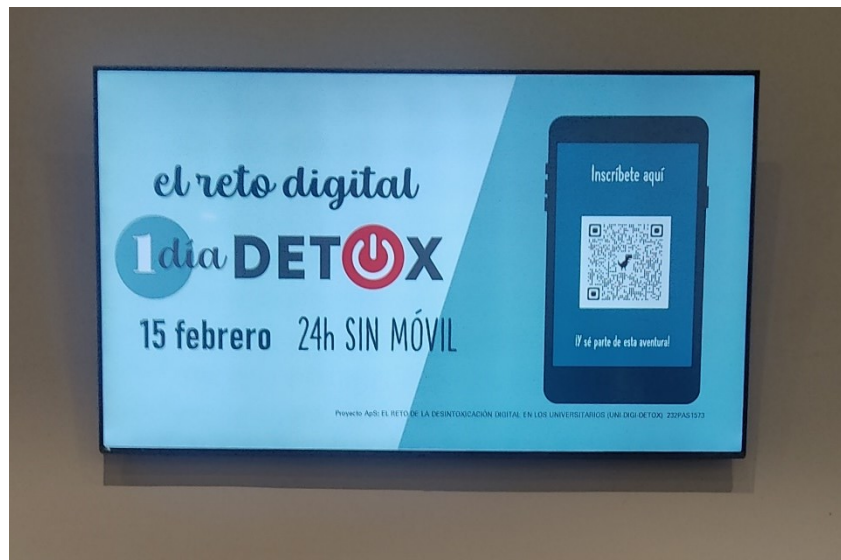 el reto digital
1 día DETOX
15 febrero 24h SIN MÓVIL
Inscríbete aquí
¡Y sé parte de esta aventura!
Proyecto ApS: EL RETO DE LA DESINTOXICACIÓN DIGITAL EN LOS UNIVERSITARIOS (UNI-DIGI-DETOX) 232PAS1573